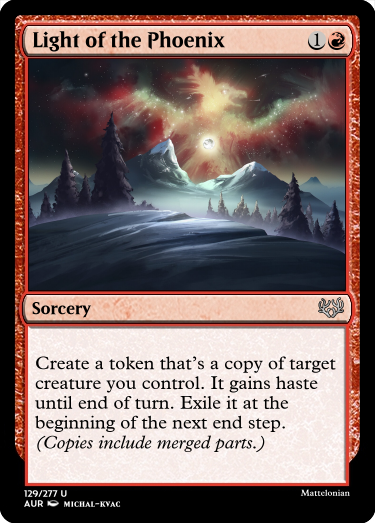 Light of the Phoenix 1
Sorcery
Create a token that's a copy of target
creature you control. It gains haste
until end of turn. Exile it at the
beginning of the next end step.
(Copies include merged parts.)
129/277 U
Mattelonian
AUR MICHAL-KVAC